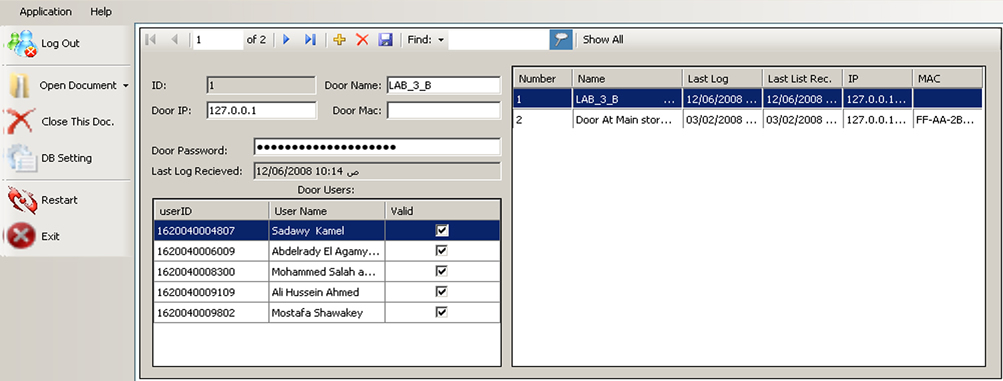 Application Help
Log Out
Open Document
Close This Doc.
DB Setting
Restart
Exit
1 of 2 Find: Show All
ID: 1 Door Name: LAB_3_B
Door IP: 127.0.0.1 Door Mac:
Door Password: ●●●●●●●●●●●●●●●●●●●●
Last Log Recieved: 12/06/2008 10:14 ص
Door Users:
userID User Name Valid
1620040004807 Sadawy Kamel
1620040006009 Abdelrady El Agamy...
1620040008300 Mohammed Salah a...
1620040009109 Ali Hussein Ahmed
1620040009802 Mostafa Shawakey
Number Name Last Log Last List Rec. IP MAC
1 LAB_3_B ... 12/06/2008 ... 12/06/2008 ... 127.0.0.1...
2 Door At Main stor... 03/02/2008 ... 03/02/2008 ... 127.0.0.1... FF-AA-2B...